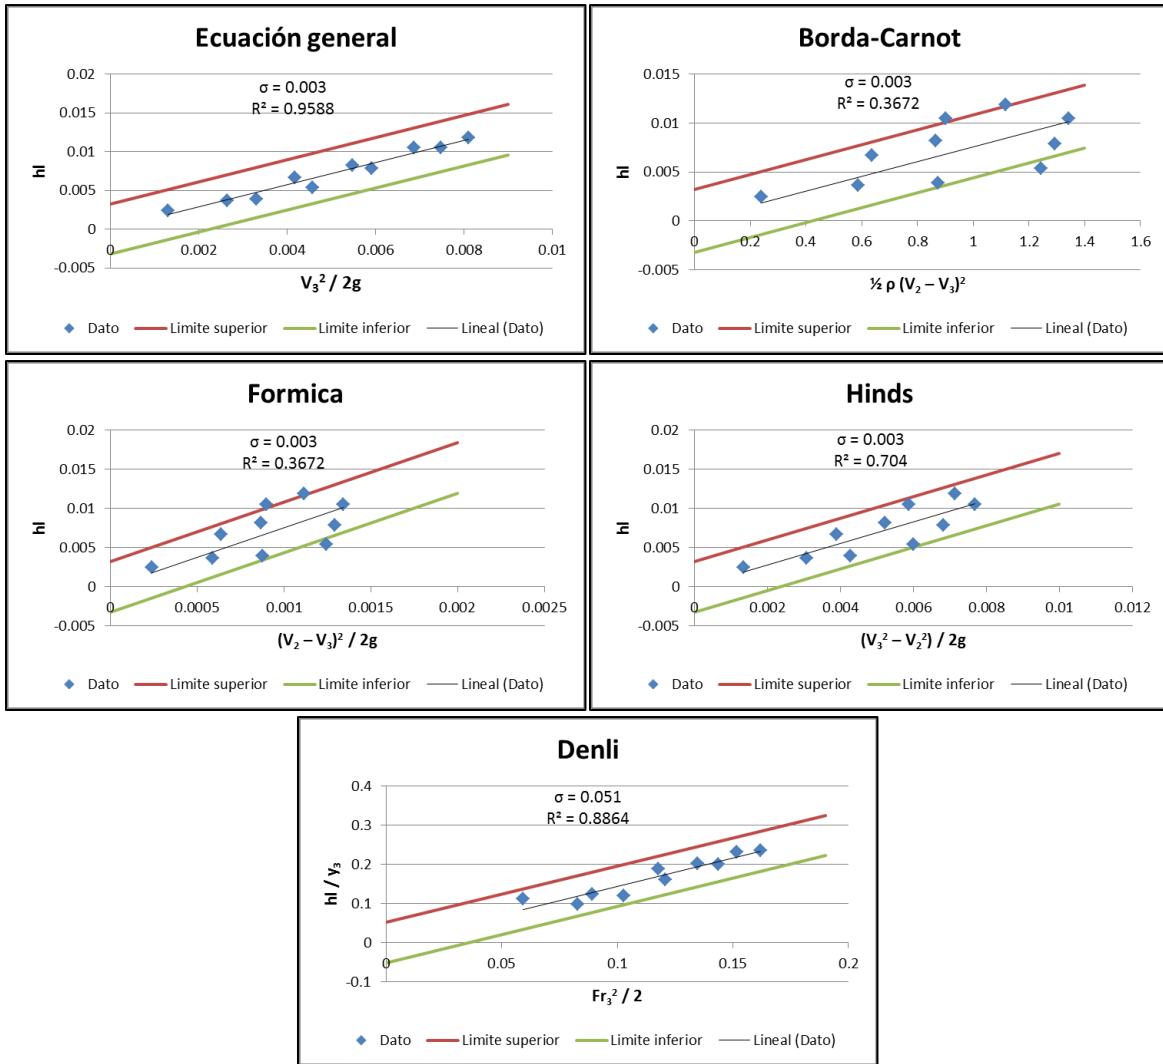 Ecuación general
σ = 0.003
R² = 0.9588
0.02
0.015
0.01
0.005
0
-0.005
hl
0 0.002 0.004 0.006 0.008 0.01
V₃² / 2g
Dato Limite superior Limite inferior Lineal (Dato)
Borda-Carnot
σ = 0.003
R² = 0.3672
0.015
0.01
0.005
0
-0.005
hl
0 0.2 0.4 0.6 0.8 1 1.2 1.4 1.6
½ ρ (V₂ – V₃)²
Dato Limite superior Limite inferior Lineal (Dato)
Formica
σ = 0.003
R² = 0.3672
0.02
0.015
0.01
0.005
0
-0.005
hl
0 0.0005 0.001 0.0015 0.002 0.0025
(V₂ – V₃)² / 2g
Dato Limite superior Limite inferior Lineal (Dato)
Hinds
σ = 0.003
R² = 0.704
0.02
0.015
0.01
0.005
0
-0.005
hl
0 0.002 0.004 0.006 0.008 0.01 0.012
(V₃² – V₂²) / 2g
Dato Limite superior Limite inferior Lineal (Dato)
Denli
σ = 0.051
R² = 0.8864
0.4
0.3
0.2
0.1
0
-0.1
hl / y₃
0 0.05 0.1 0.15 0.2
Fr₃² / 2
Dato Limite superior Limite inferior Lineal (Dato)